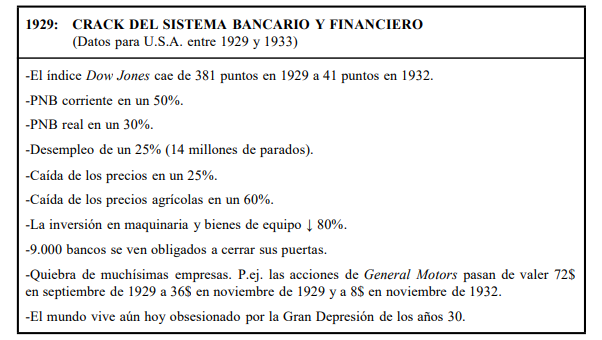 1929: CRACK DEL SISTEMA BANCARIO Y FINANCIERO
(Datos para U.S.A. entre 1929 y 1933)
-El índice Dow Jones cae de 381 puntos en 1929 a 41 puntos en 1932.
-PNB corriente en un 50%.
-PNB real en un 30%.
-Desempleo de un 25% (14 millones de parados).
-Caída de los precios en un 25%.
-Caída de los precios agrícolas en un 60%.
-La inversión en maquinaria y bienes de equipo ↓ 80%.
-9.000 bancos se ven obligados a cerrar sus puertas.
-Quiebra de muchísimas empresas. P.ej. las acciones de General Motors pasan de valer 72$
en septiembre de 1929 a 36$ en noviembre de 1929 y a 8$ en noviembre de 1932.
-El mundo vive aún hoy obsesionado por la Gran Depresión de los años 30.